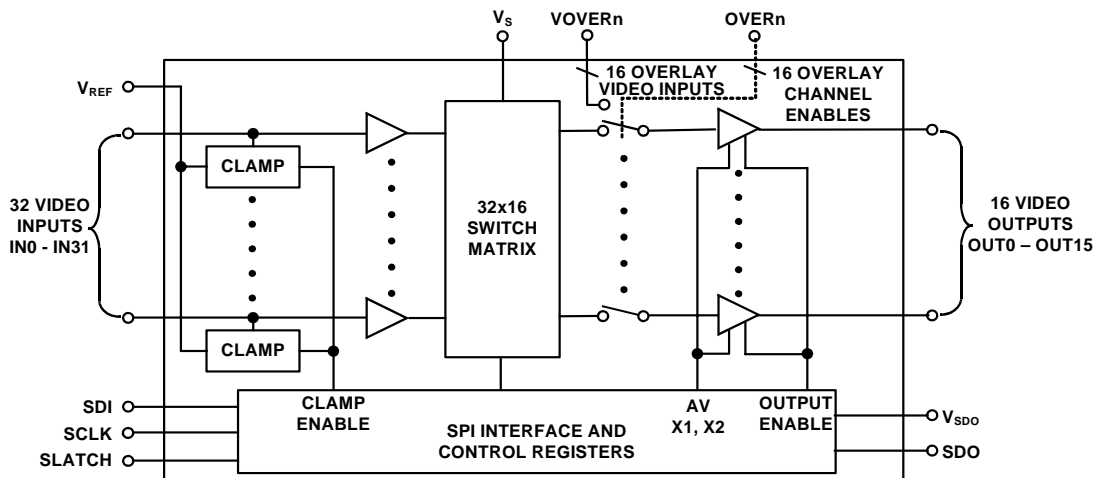 VS
VOVERn
OVERn
VREF
16 OVERLAY
VIDEO INPUTS
16 OVERLAY
CHANNEL
ENABLES
CLAMP
32 VIDEO
INPUTS
IN0 - IN31
32x16
SWITCH
MATRIX
16 VIDEO
OUTPUTS
OUT0 – OUT15
CLAMP
SDI
SCLK
SLATCH
CLAMP
ENABLE
AV
X1, X2
OUTPUT
ENABLE
SPI INTERFACE AND
CONTROL REGISTERS
VSDO
SDO